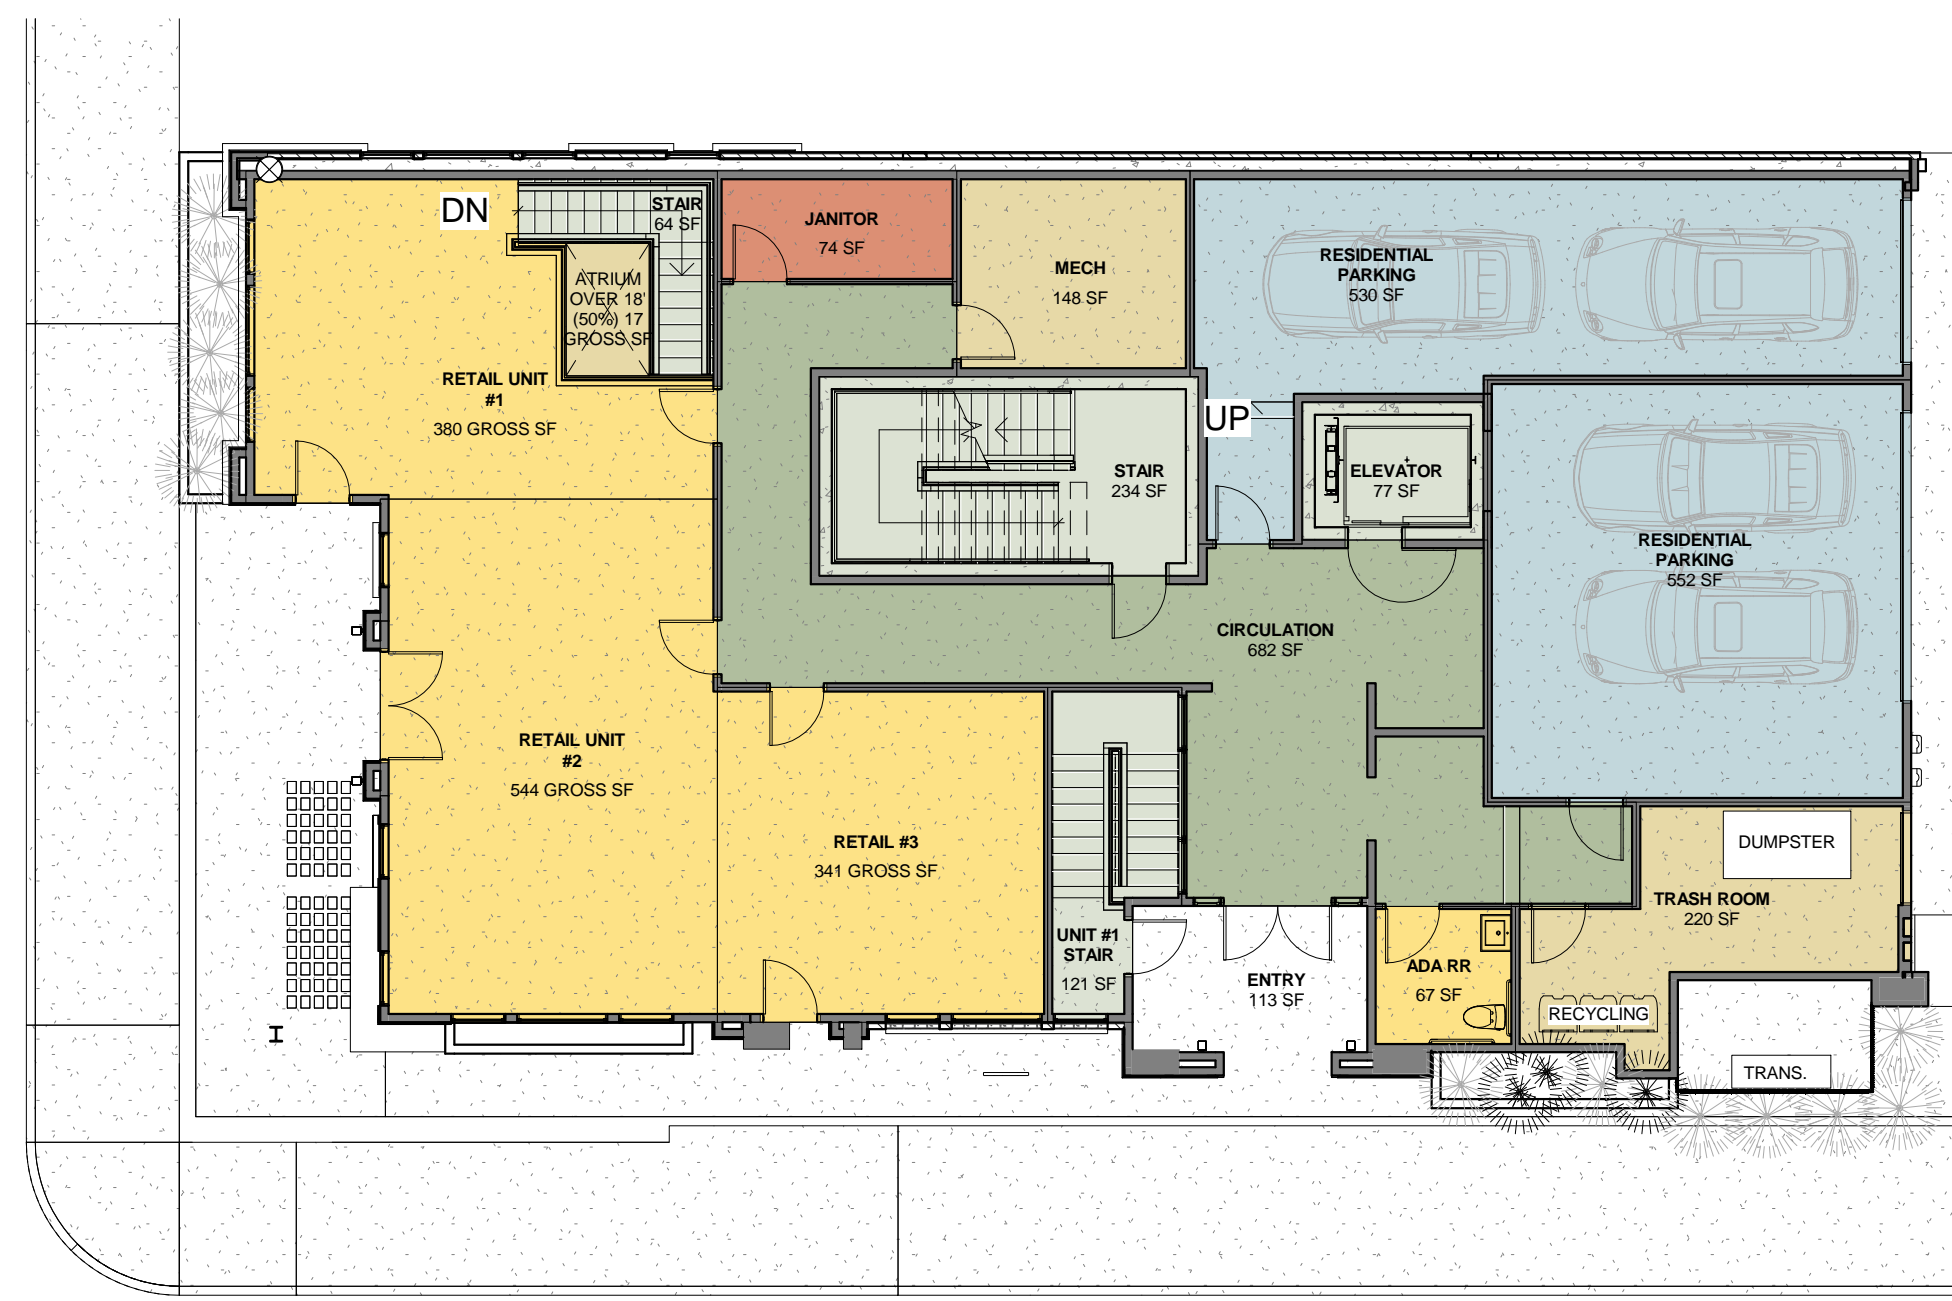 DN
STAIR
64 SF
JANITOR
74 SF
MECH
148 SF
RESIDENTIAL
PARKING
530 SF
ATRIUM
OVER 18'
(50%) 17
GROSS SF
RETAIL UNIT
#1
380 GROSS SF
STAIR
234 SF
UP
ELEVATOR
77 SF
RESIDENTIAL
PARKING
552 SF
CIRCULATION
682 SF
RETAIL UNIT
#2
544 GROSS SF
RETAIL #3
341 GROSS SF
DUMPSTER
TRASH ROOM
220 SF
UNIT #1
STAIR
121 SF
ENTRY
113 SF
ADA RR
67 SF
RECYCLING
TRANS.